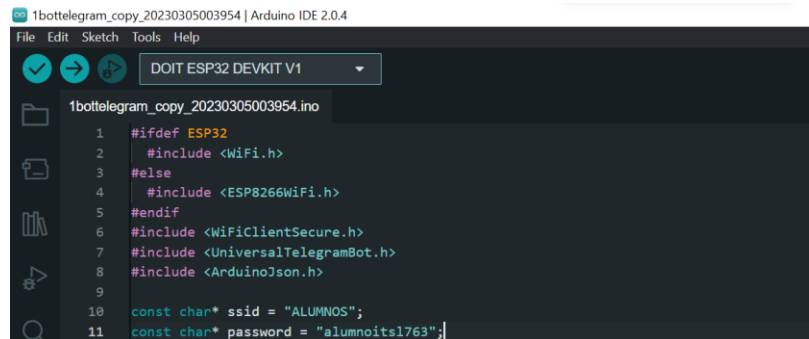 1bottelegram_copy_20230305003954 | Arduino IDE 2.0.4
File Edit Sketch Tools Help
DOIT ESP32 DEVKIT V1
1bottelegram_copy_20230305003954.ino
1 #ifdef ESP32
2 #include <WiFi.h>
3 #else
4 #include <ESP8266WiFi.h>
5 #endif
6 #include <WiFiClientSecure.h>
7 #include <UniversalTelegramBot.h>
8 #include <ArduinoJson.h>
9
10 const char* ssid = "ALUMNOS";
11 const char* password = "alumnoitsl763";